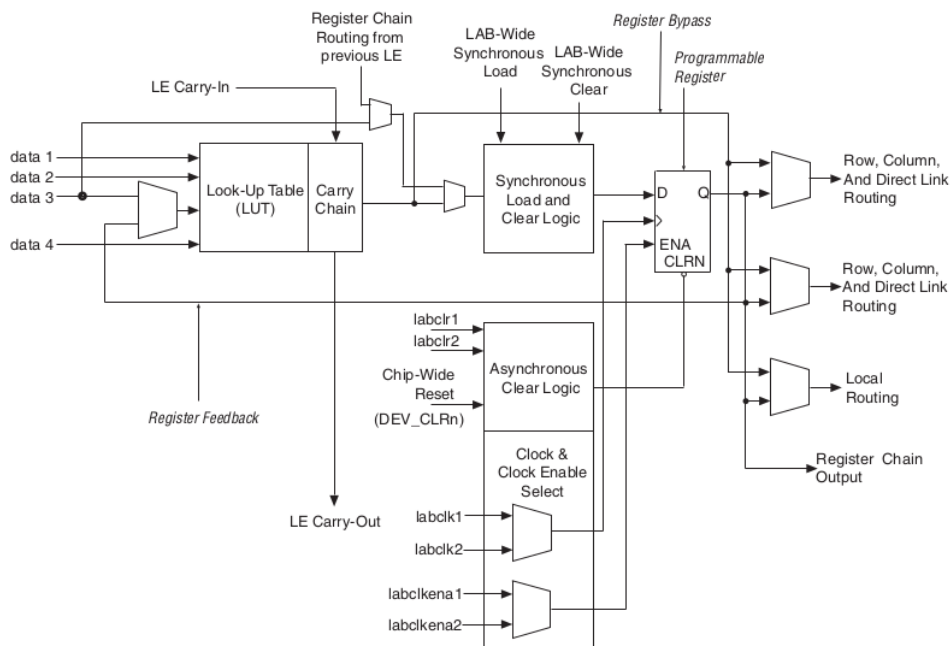 Register Chain
Routing from
previous LE
LAB-Wide
Synchronous
Load
LAB-Wide
Synchronous
Clear
Register Bypass
Programmable
Register
LE Carry-In
data 1
data 2
data 3
data 4
Look-Up Table
(LUT)
Carry
Chain
Synchronous
Load and
Clear Logic
D
Q
ENA
CLRN
Row, Column,
And Direct Link
Routing
Row, Column,
And Direct Link
Routing
Local
Routing
Register Chain
Output
labclr1
labclr2
Chip-Wide
Reset
(DEV_CLRn)
Asynchronous
Clear Logic
Register Feedback
Clock &
Clock Enable
Select
LE Carry-Out
labclk1
labclk2
labclkena1
labclkena2